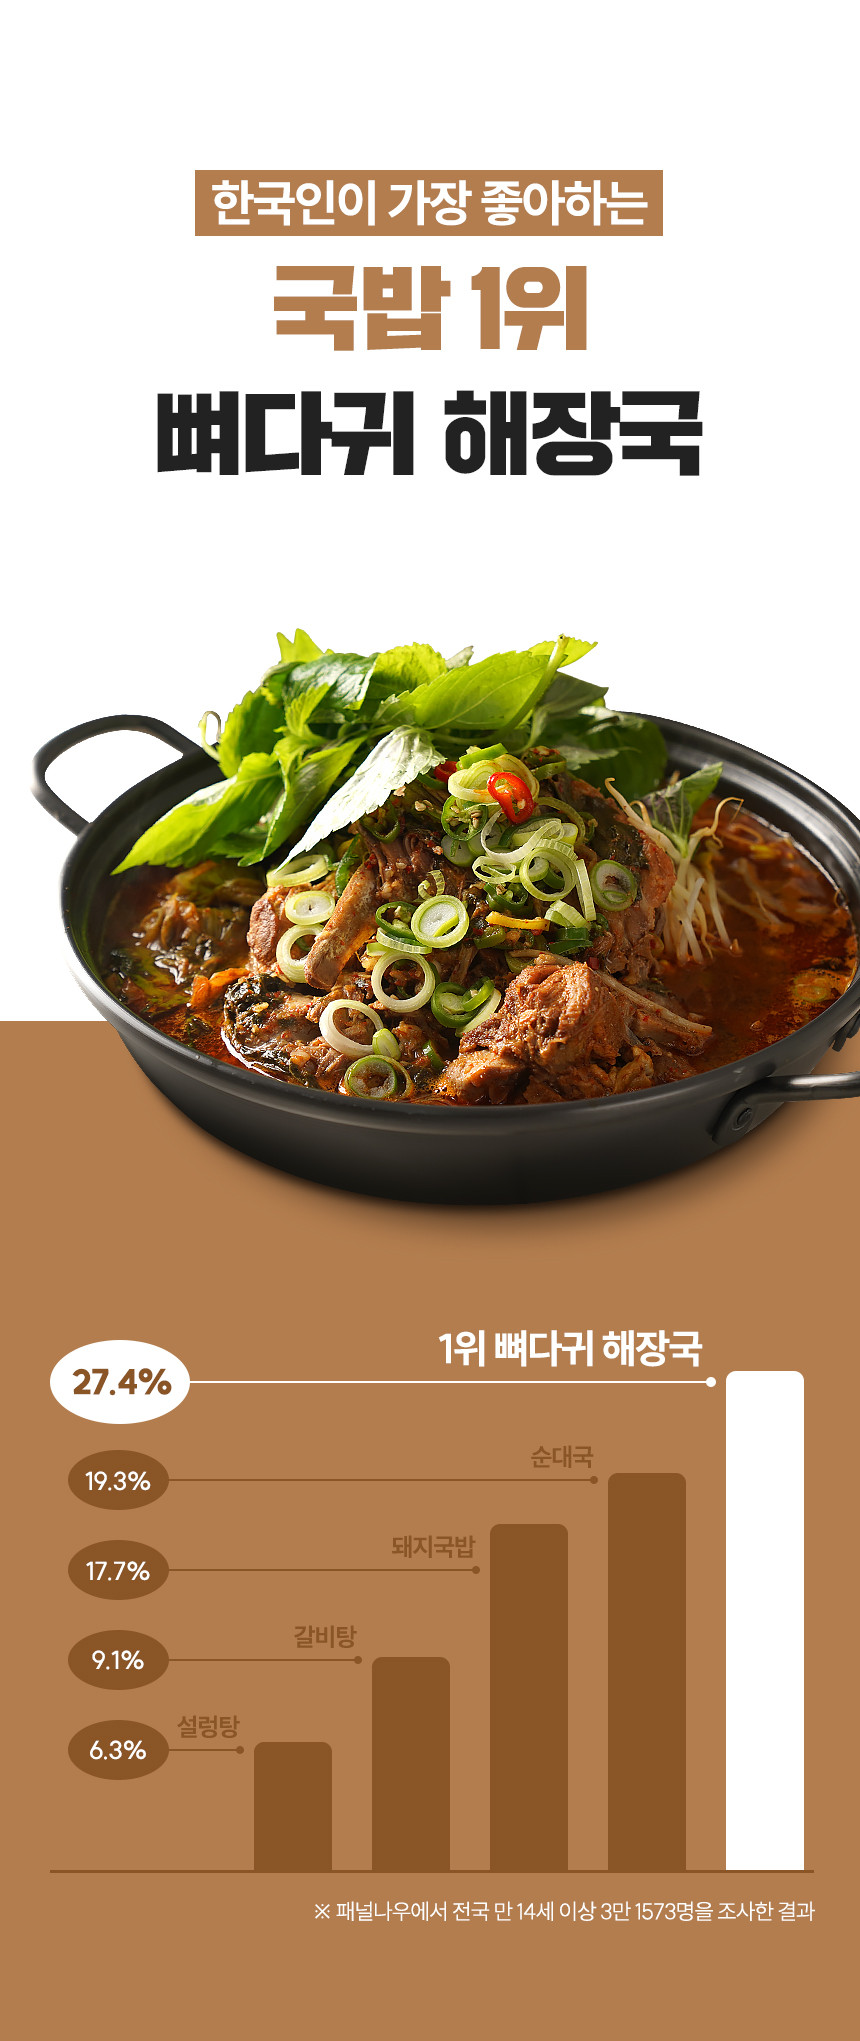 한국인이 가장 좋아하는
국밥 1위
뼈다귀 해장국
1위 뼈다귀 해장국
27.4%
순대국
19.3%
돼지국밥
17.7%
갈비탕
9.1%
설렁탕
6.3%
※ 패널나우에서 전국 만 14세 이상 3만 1573명을 조사한 결과